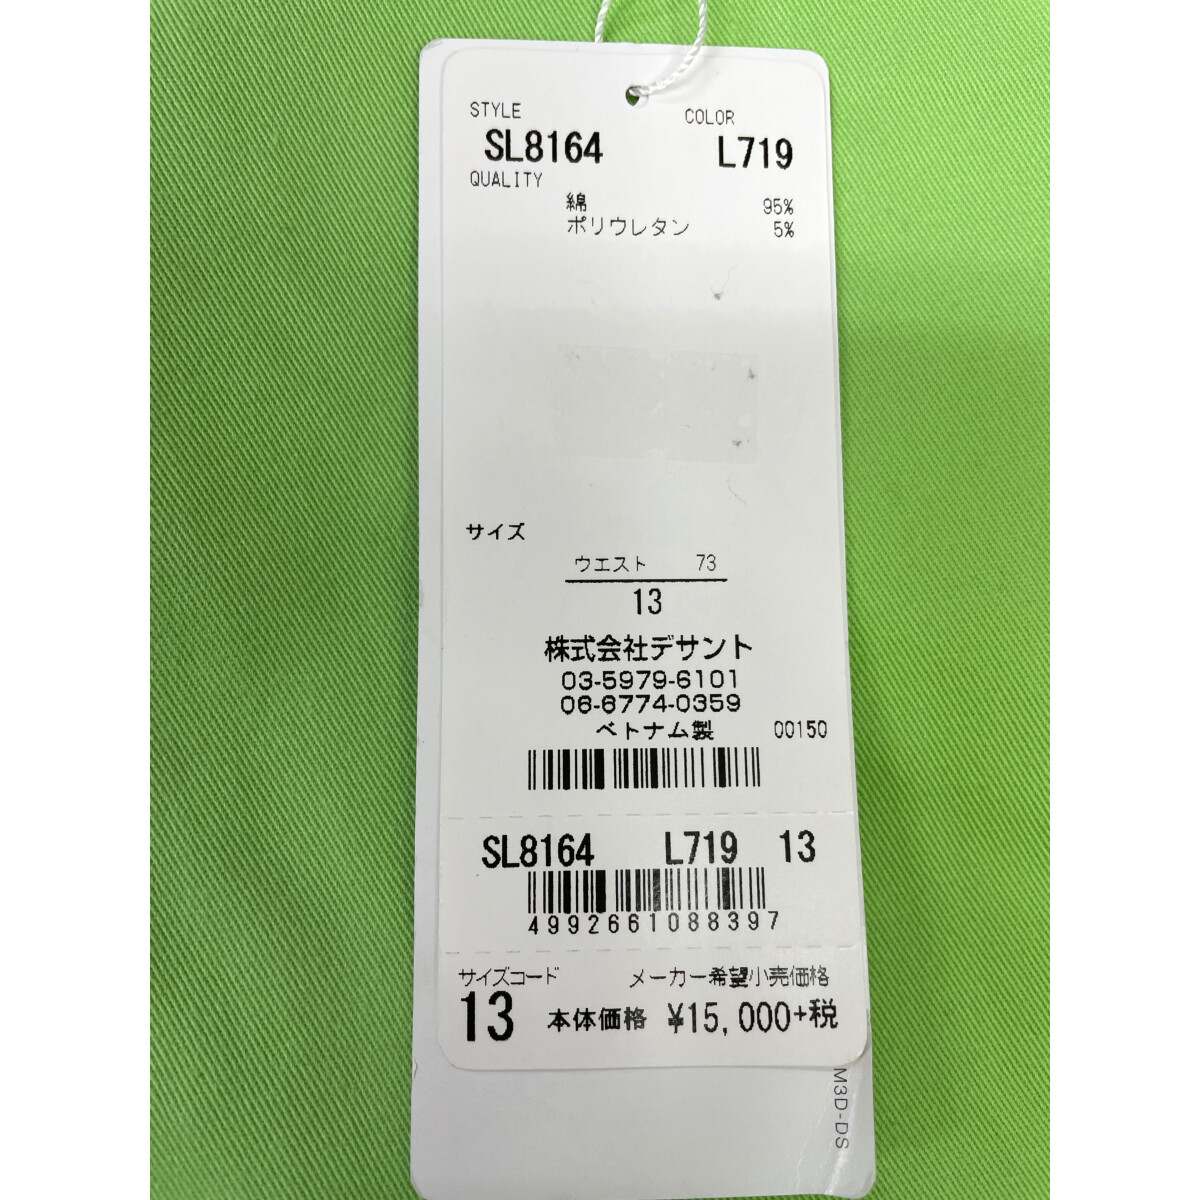 STYLE COLOR
SL8164 L719
QUALITY
綿 95%
ポリウレタン 5%
サイズ
ウエスト 73
13
株式会社デサント
03-5979-6101
06-6774-0359
ベトナム製 00150
SL8164 L719 13
4992661088397
サイズコード メーカー希望小売価格
13 本体価格 ¥15,000+税
M3D-DS